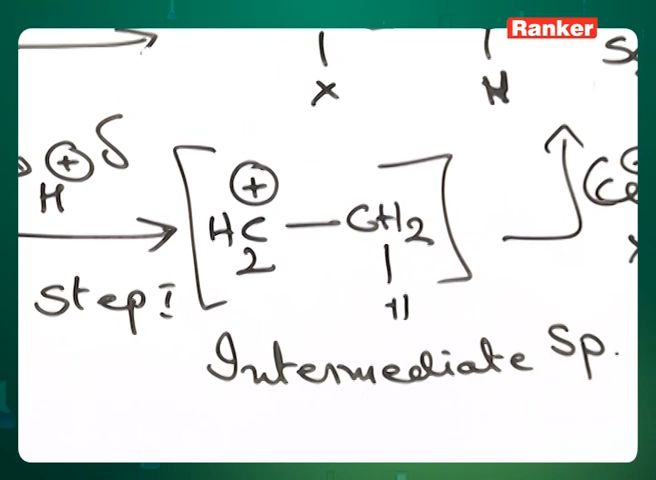 Ranker
X H
H ⊕
⊕
H2C — CH2
H
Step I
Intermediate Sp.